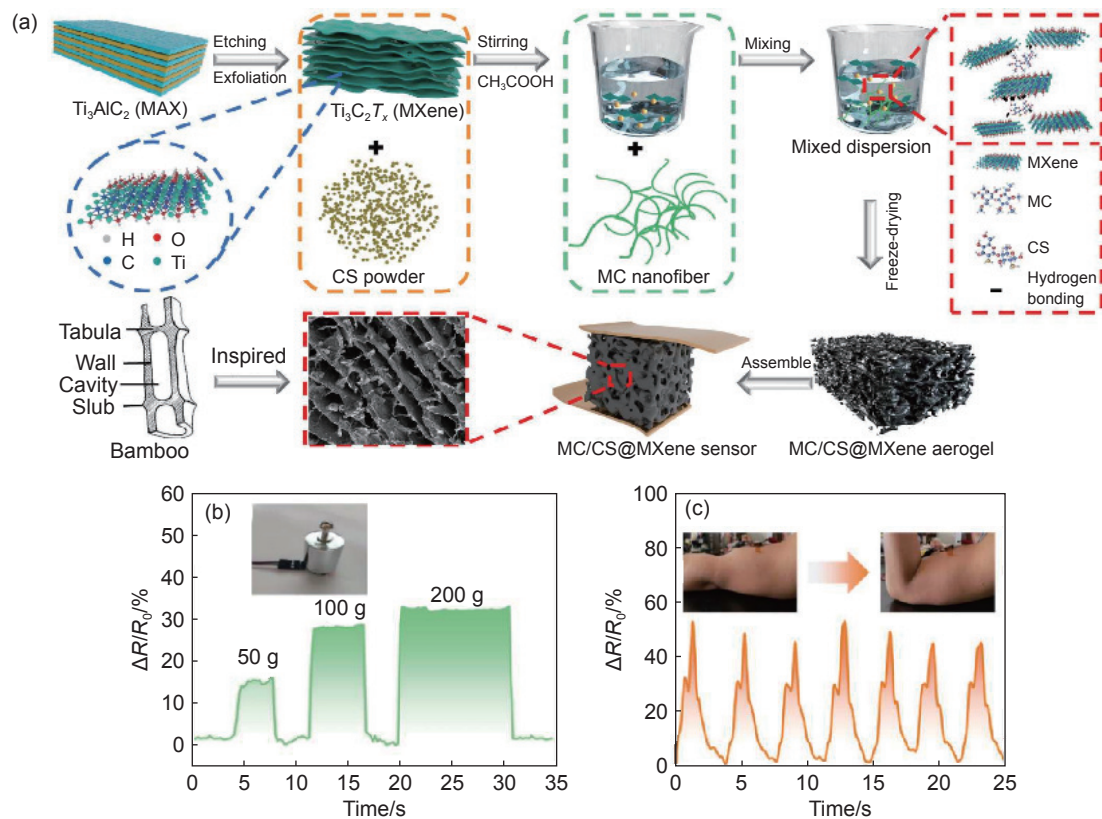 (a)
Etching
Exfoliation
Stirring
CH₃COOH
Mixing
Ti₃AlC₂ (MAX)
Ti₃C₂Tₓ (MXene)
+
+
Mixed dispersion
MXene
MC
CS
Hydrogen
bonding
H
O
C
Ti
CS powder
MC nanofiber
Freeze-drying
Tabula
Wall
Cavity
Slub
Bamboo
Inspired
Assemble
MC/CS@MXene sensor
MC/CS@MXene aerogel
(b)
60
50
40
30
20
10
0
ΔR/R₀/%
50 g
100 g
200 g
0 5 10 15 20 25 30 35
Time/s
(c)
100
80
60
40
20
0
ΔR/R₀/%
0 5 10 15 20 25
Time/s